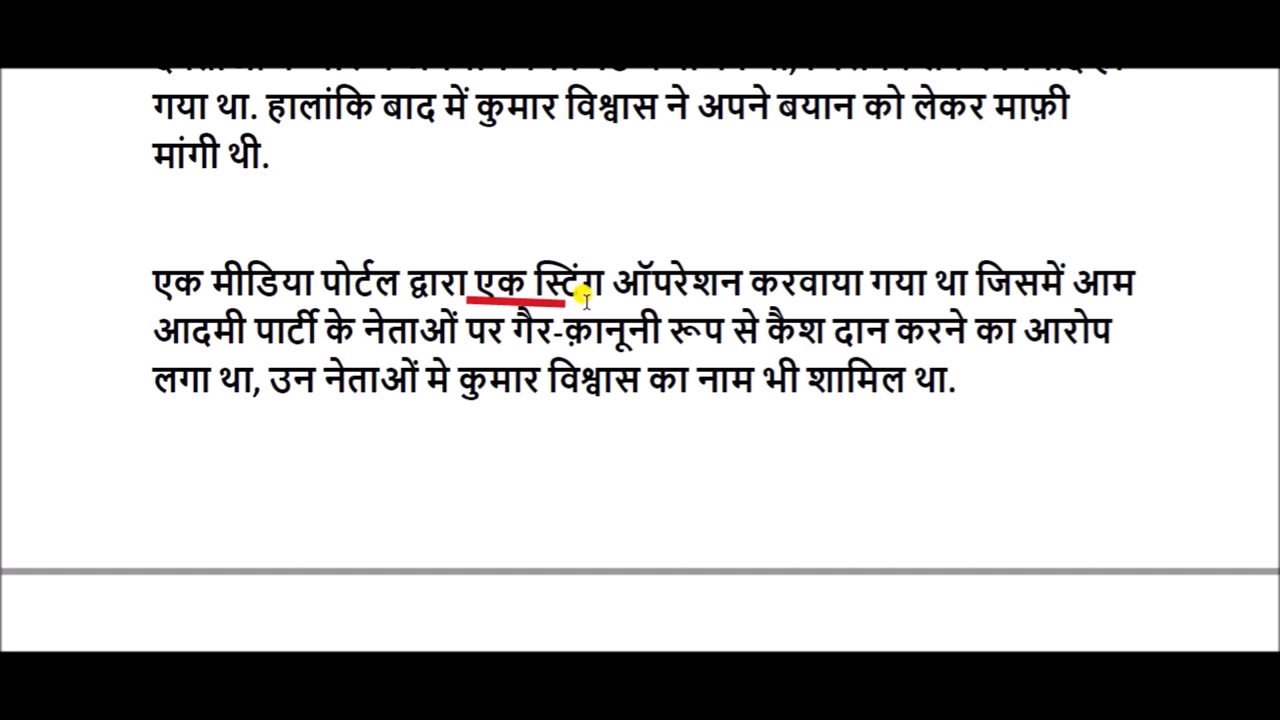 गया था. हालांकि बाद में कुमार विश्वास ने अपने बयान को लेकर माफ़ी
मांगी थी.
एक मीडिया पोर्टल द्वारा एक स्टिंग ऑपरेशन करवाया गया था जिसमें आम
आदमी पार्टी के नेताओं पर गैर-क़ानूनी रूप से कैश दान करने का आरोप
लगा था, उन नेताओं मे कुमार विश्वास का नाम भी शामिल था.